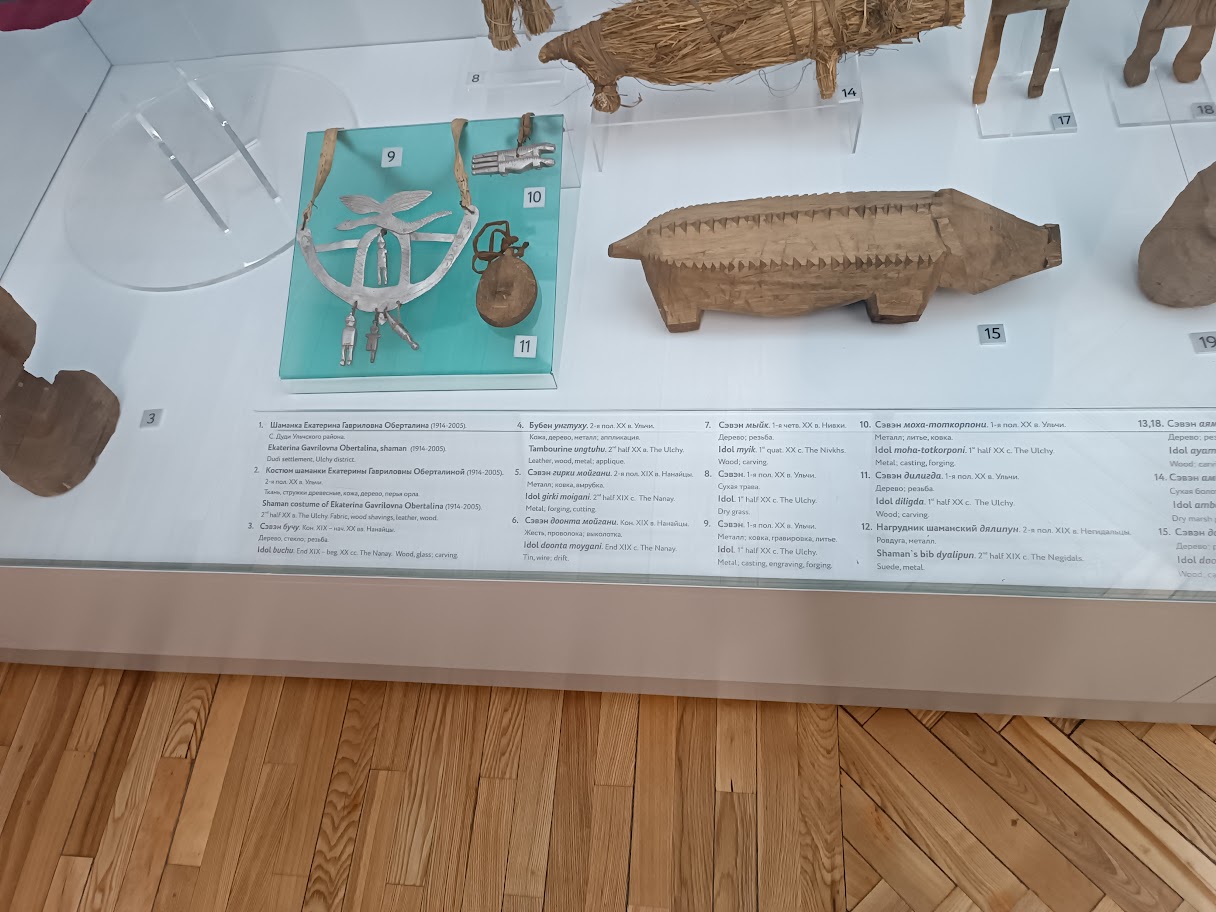 8
14
17
18
9
10
11
15
19
3
1. Шаманка Екатерина Гавриловна Оберталина (1914-2005).
С. Дуди Ульчского района.
Ekaterina Gavrilovna Obertalina, shaman (1914-2005).
Dudi settlement, Ulchy district.
2. Костюм шаманки Екатерины Гавриловны Оберталиной (1914-2005).
2-я пол. XX в. Ульчи.
Ткань, стружки древесные, кожа, дерево, перья орла.
Shaman costume of Ekaterina Gavrilovna Obertalina (1914-2005).
2nd half XX c. The Ulchy. Fabric, wood shavings, leather, wood.
3. Сэвэн бучу. Кон. XIX – нач. XX вв. Нанайцы.
Дерево, стекло, резьба.
Idol buchu. End XIX – beg. XX cc. The Nanay. Wood, glass; carving.
4. Бубен унгтуху. 2-я пол. XX в. Ульчи.
Кожа, дерево, металл; аппликация.
Tambourine ungtuhu. 2nd half XX c. The Ulchy.
Leather, wood, metal; applique.
5. Сэвэн гирки мойгани. 2-я пол. XIX в. Нанайцы.
Металл; ковка, вырубка.
Idol girki moigani. 2nd half XIX c. The Nanay.
Metal; forging, cutting.
6. Сэвэн доонта мойгани. Кон. XIX в. Нанайцы.
Жесть, проволока; выколотка.
Idol doonta moygani. End XIX c. The Nanay.
Tin, wire; drift.
7. Сэвэн мыйк. 1-я четв. XX в. Нивхи.
Дерево; резьба.
Idol myik. 1st quat. XX c. The Nivkhs.
Wood; carving.
8. Сэвэн. 1-я пол. XX в. Ульчи.
Сухая трава.
Idol. 1st half XX c. The Ulchy.
Dry grass.
9. Сэвэн. 1-я пол. XX в. Ульчи.
Металл; ковка, гравировка, литье.
Idol. 1st half XX c. The Ulchy.
Metal; casting, engraving, forging.
10. Сэвэн моха-тоткорпони. 1-я пол. XX в. Ульчи.
Металл; литье, ковка.
Idol moha-totkorponi. 1st half XX c. The Ulchy.
Metal; casting, forging.
11. Сэвэн дилигда. 1-я пол. XX в. Ульчи.
Дерево; резьба.
Idol diligda. 1st half XX c. The Ulchy.
Wood; carving.
12. Нагрудник шаманский дялипун. 2-я пол. XIX в. Негидальцы.
Ровдуга, металл.
Shaman`s bib dyalipun. 2nd half XIX c. The Negidals.
Suede, metal.
13,18. Сэвэн
Дерево;
Idol
Wood;
14. Сэвэн
Сухая
Idol
Dry marsh
15. Сэвэн
Idol
Wood;